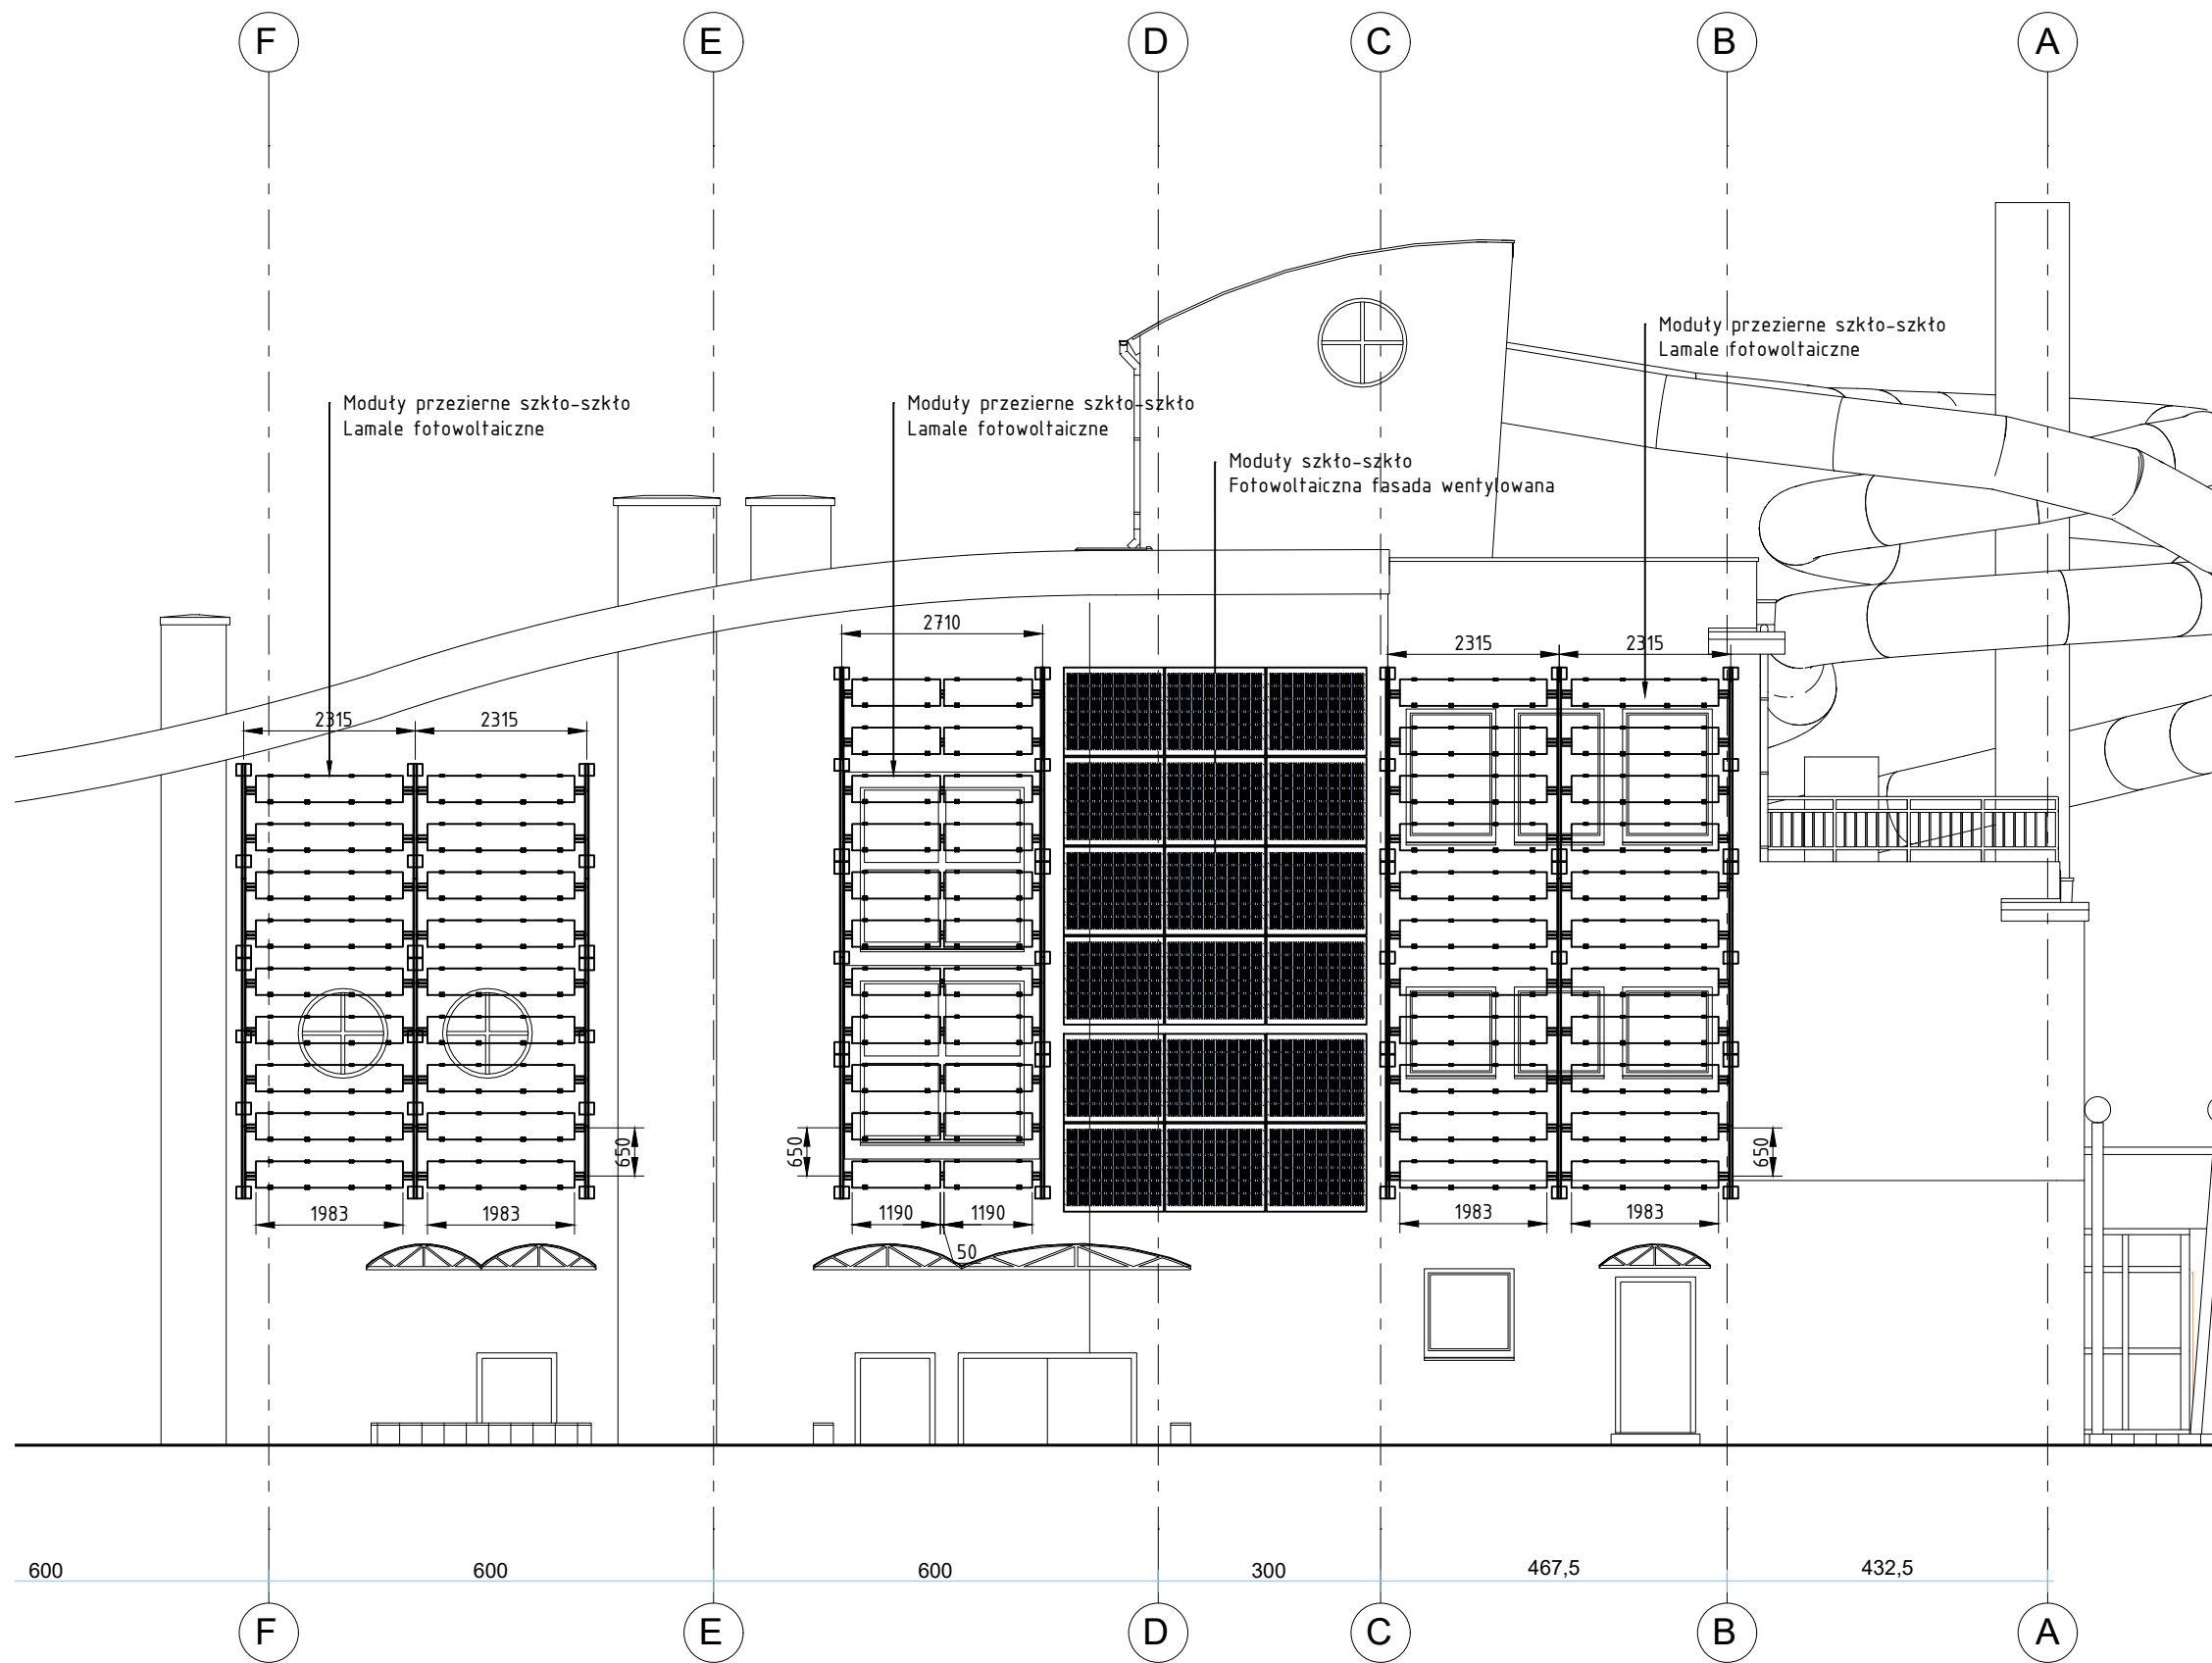 F E D C B A
Moduły przezierne szkło-szkło
Lamale fotowoltaiczne
Moduły przezierne szkło-szkło
Lamale fotowoltaiczne
Moduły przezierne szkło-szkło
Lamale fotowoltaiczne
Moduły szkło-szkło
Fotowoltaiczna fasada wentylowana
2710
2315 2315
2315 2315
650 650 650
1983 1983 1190 1190 1983 1983
50
600 600 600 300 467,5 432,5
F E D C B A